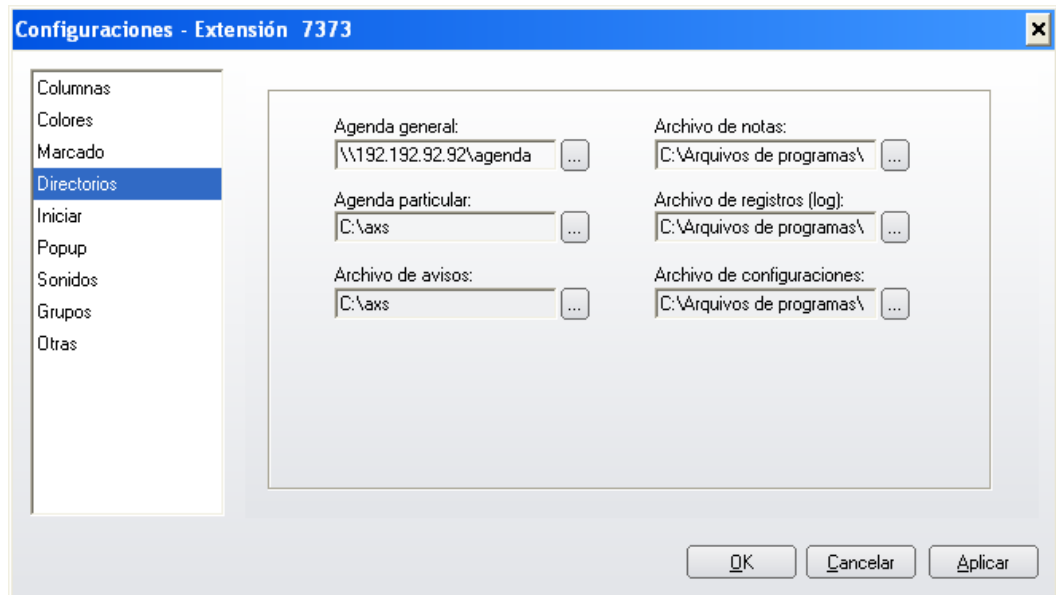 Configuraciones - Extensión 7373
Columnas
Colores
Marcado
Directorios
Iniciar
Popup
Sonidos
Grupos
Otras
Agenda general:
\\192.192.92.92\agenda
...
Archivo de notas:
C:\Arquivos de programas\
...
Agenda particular:
C:\axs
...
Archivo de registros (log):
C:\Arquivos de programas\
...
Archivo de avisos:
C:\axs
...
Archivo de configuraciones:
C:\Arquivos de programas\
...
OK
Cancelar
Aplicar